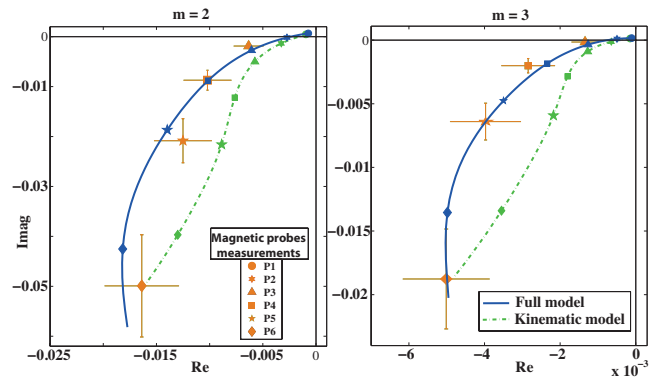 m = 2
0
−0.01
−0.03
−0.05
Imag
Magnetic probes
measurements
P1
P2
P3
P4
P5
P6
−0.025
−0.015
−0.005
0
Re
m = 3
0
−0.005
−0.01
−0.015
−0.02
Full model
Kinematic model
−6
−4
−2
0
Re
x 10⁻³